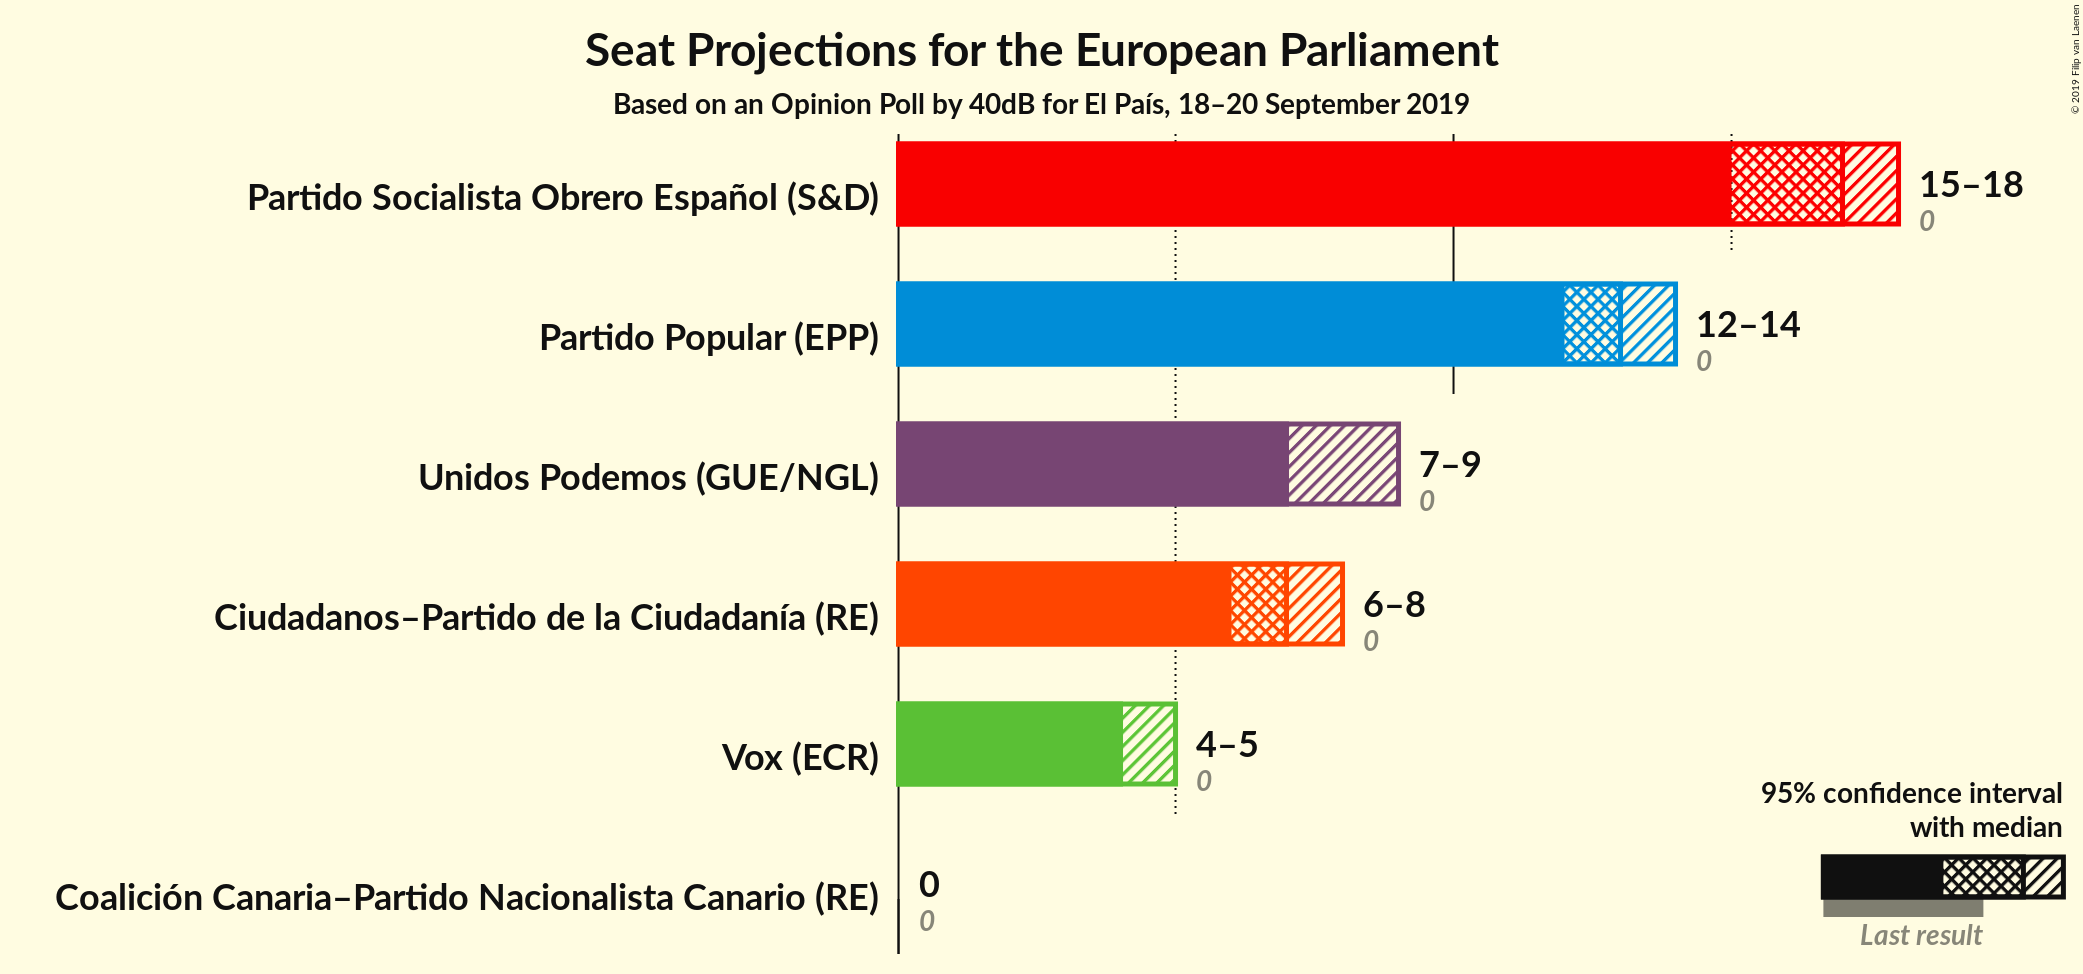 Seat Projections for the European Parliament
Based on an Opinion Poll by 40dB for El País, 18–20 September 2019
© 2019 Filip van Laenen
Partido Socialista Obrero Español (S&D)
15–18
0
Partido Popular (EPP)
12–14
0
Unidos Podemos (GUE/NGL)
7–9
0
Ciudadanos–Partido de la Ciudadanía (RE)
6–8
0
Vox (ECR)
4–5
0
Coalición Canaria–Partido Nacionalista Canario (RE)
0
0
95% confidence interval
with median
Last result